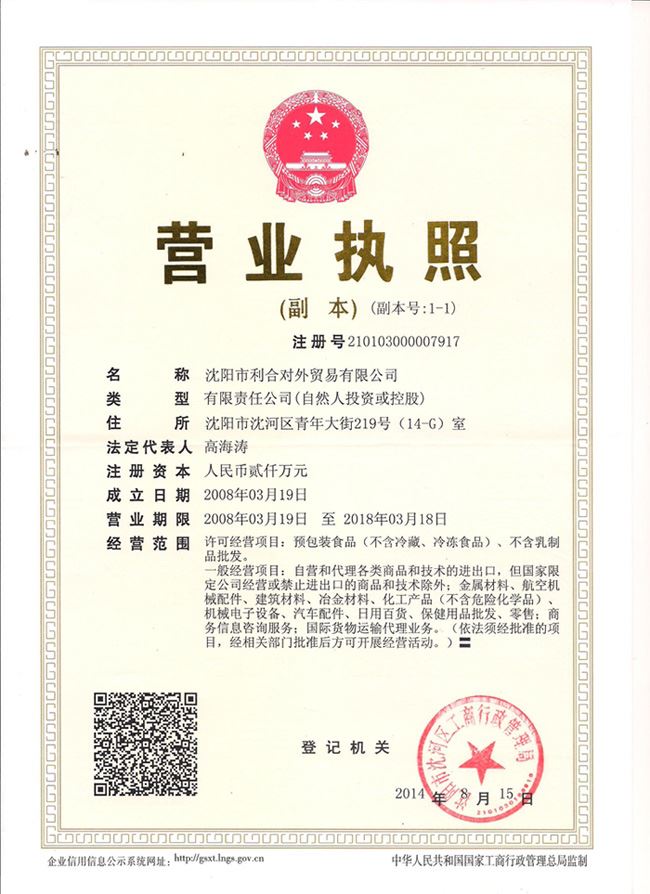 营业执照
(副 本) (副本号:1-1)
注册号210103000007917
名 称 沈阳市利合对外贸易有限公司
类 型 有限责任公司(自然人投资或控股)
住 所 沈阳市沈河区青年大街219号（14-G）室
法定代表人 高海涛
注册资本 人民币贰仟万元
成立日期 2008年03月19日
营业期限 2008年03月19日 至 2018年03月18日
经营范围 许可经营项目：预包装食品（不含冷藏、冷冻食品）、不含乳制
品批发。
一般经营项目：自营和代理各类商品和技术的进出口，但国家限
定公司经营或禁止进出口的商品和技术除外；金属材料、航空机
械配件、建筑材料、冶金材料、化工产品（不含危险化学品）、
机械电子设备、汽车配件、日用百货、保健用品批发、零售；商
务信息咨询服务；国际货物运输代理业务。（依法须经批准的项
目，经相关部门批准后方可开展经营活动。）
登记机关
沈阳市沈河区工商行政管理局
2014 年 8 月 15 日
企业信用信息公示系统网址：http://gsxt.lngs.gov.cn
中华人民共和国国家工商行政管理总局监制